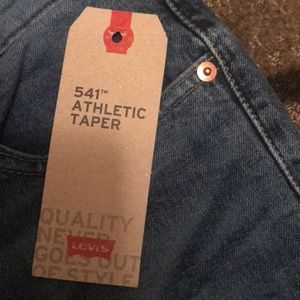 541™
ATHLETIC
TAPER
QUALITY
NEVER
LEVI'S
GOES OUT
OF STYLE